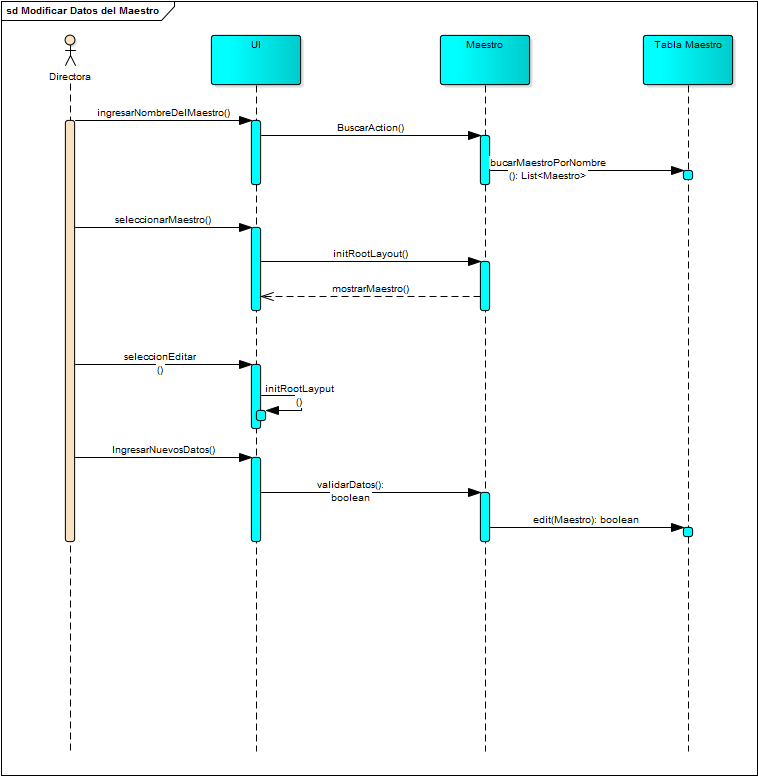 sd Modificar Datos del Maestro
UI
Maestro
Tabla Maestro
Directora
ingresarNombreDelMaestro()
BuscarAction()
bucarMaestroPorNombre
(): List<Maestro>
seleccionarMaestro()
initRootLayout()
mostrarMaestro()
seleccionEditar
()
initRootLayput
()
IngresarNuevosDatos()
validarDatos():
boolean
edit(Maestro): boolean